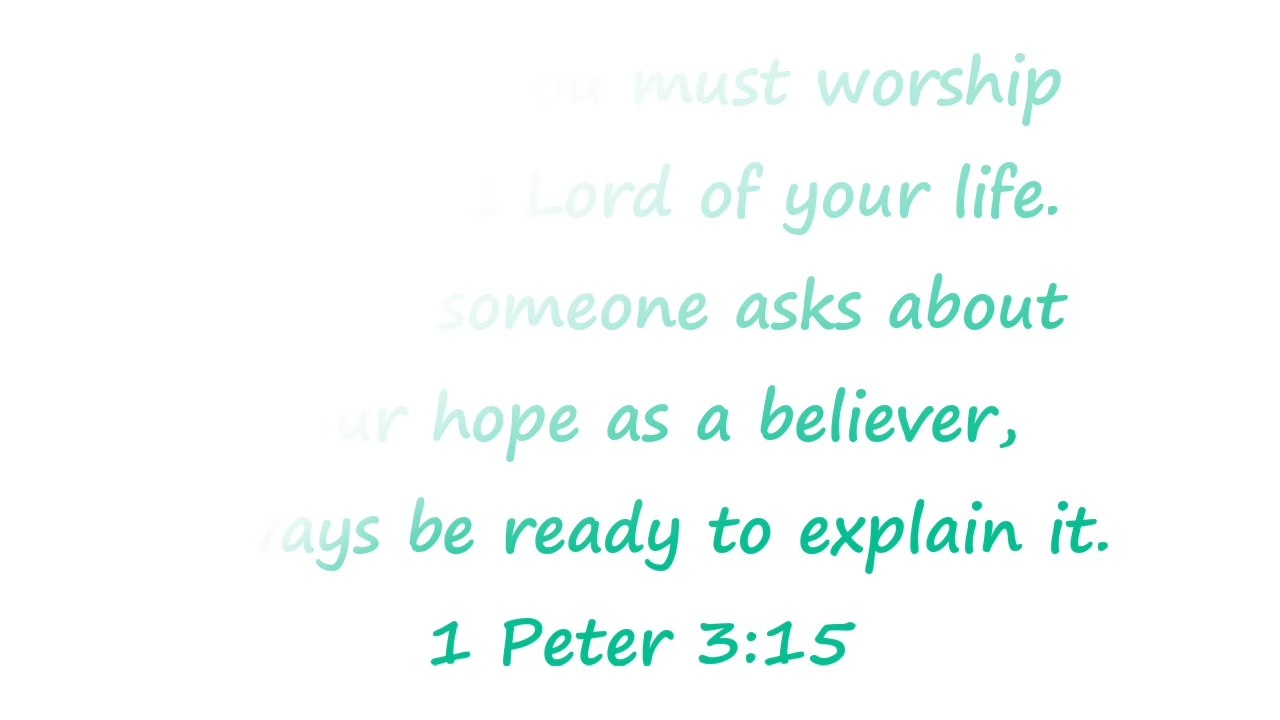 must worship
Lord of your life.
someone asks about
hope as a believer,
be ready to explain it.
1 Peter 3:15